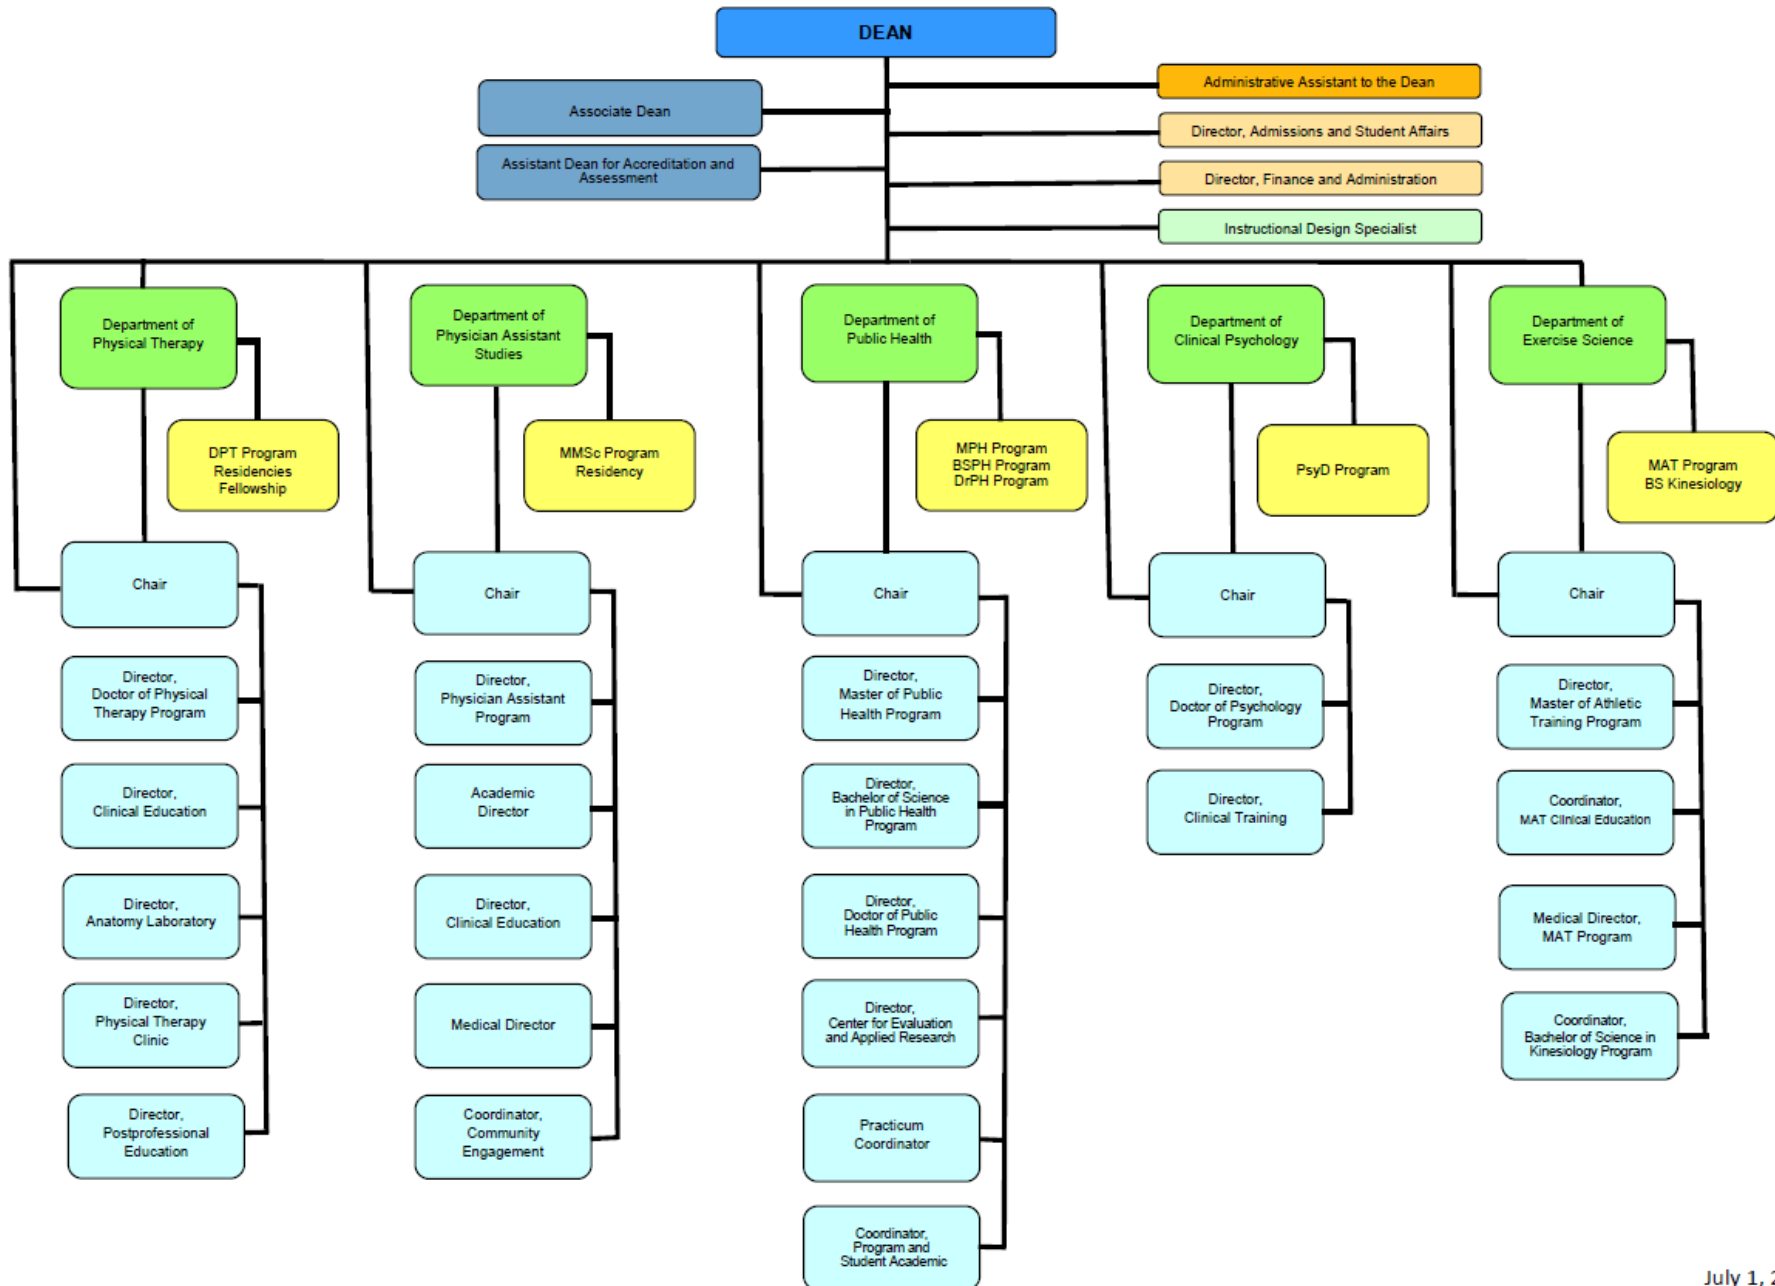 DEAN
Administrative Assistant to the Dean
Associate Dean
Director, Admissions and Student Affairs
Assistant Dean for Accreditation and
Assessment
Director, Finance and Administration
Instructional Design Specialist
Department of
Physical Therapy
DPT Program
Residencies
Fellowship
Chair
Director,
Doctor of Physical
Therapy Program
Director,
Clinical Education
Director,
Anatomy Laboratory
Director,
Physical Therapy
Clinic
Director,
Postprofessional
Education
Department of
Physician Assistant
Studies
MMSc Program
Residency
Chair
Director,
Physician Assistant
Program
Academic
Director
Director,
Clinical Education
Medical Director
Coordinator,
Community
Engagement
Department of
Public Health
MPH Program
BSPH Program
DrPH Program
Chair
Director,
Master of Public
Health Program
Director,
Bachelor of Science
in Public Health
Program
Director,
Doctor of Public
Health Program
Director,
Center for Evaluation
and Applied Research
Practicum
Coordinator
Coordinator,
Program and
Student Academic
Department of
Clinical Psychology
PsyD Program
Chair
Director,
Doctor of Psychology
Program
Director,
Clinical Training
Department of
Exercise Science
MAT Program
BS Kinesiology
Chair
Director,
Master of Athletic
Training Program
Coordinator,
MAT Clinical Education
Medical Director,
MAT Program
Coordinator,
Bachelor of Science in
Kinesiology Program
July 1,